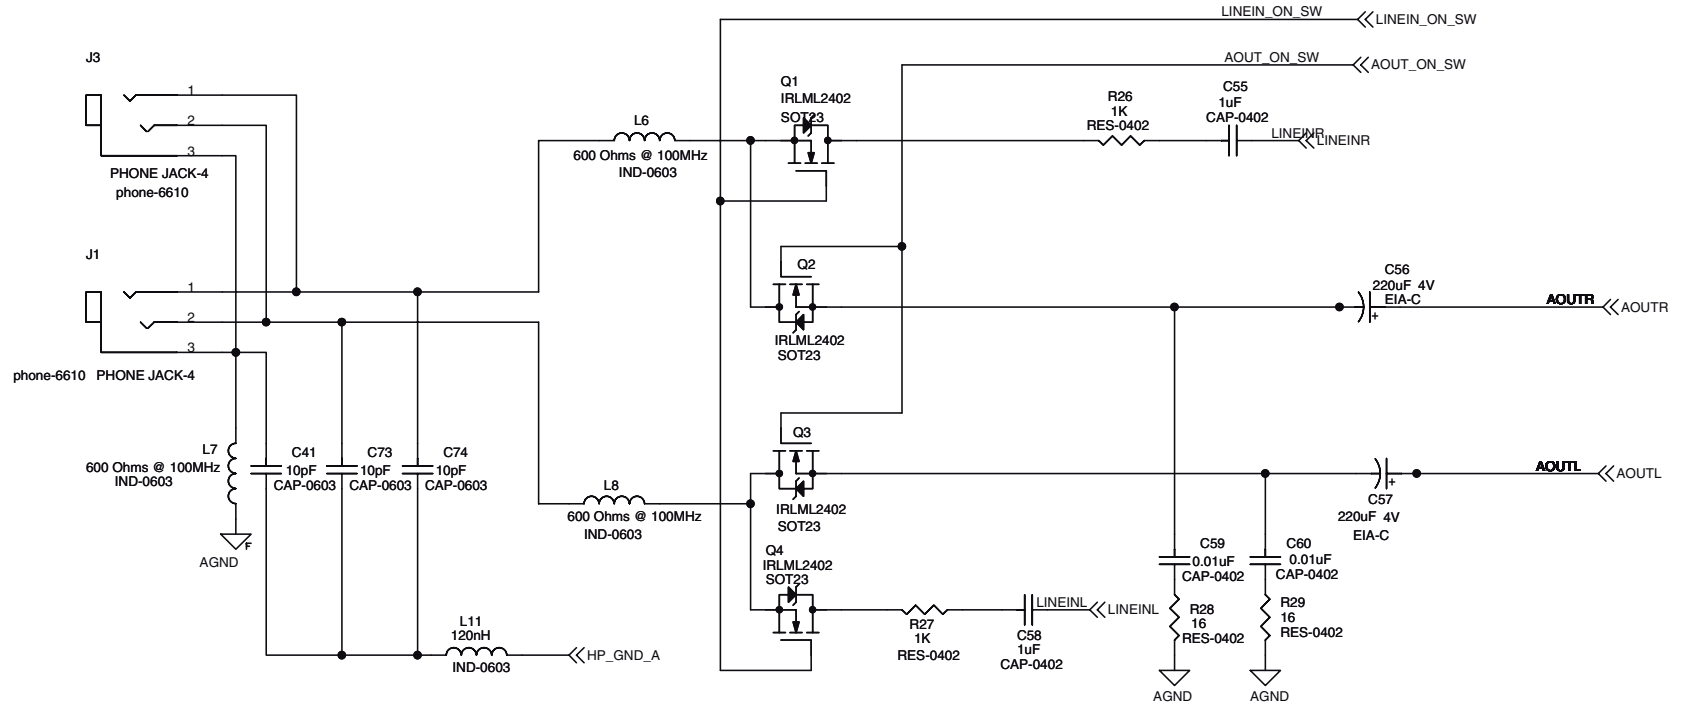 LINEIN_ON_SW
LINEIN_ON_SW
AOUT_ON_SW
AOUT_ON_SW
J3
1
2
3
PHONE JACK-4
phone-6610
J1
1
2
3
phone-6610 PHONE JACK-4
L6
600 Ohms @ 100MHz
IND-0603
Q1
IRLML2402
SOT23
R26
1K
RES-0402
C55
1uF
CAP-0402
LINEINR
LINEINR
Q2
IRLML2402
SOT23
C56
220uF 4V
EIA-C
+
AOUTR
AOUTR
L7
600 Ohms @ 100MHz
IND-0603
F
AGND
C41
10pF
CAP-0603
C73
10pF
CAP-0603
C74
10pF
CAP-0603
L8
600 Ohms @ 100MHz
IND-0603
Q3
IRLML2402
SOT23
+
C57
220uF 4V
EIA-C
AOUTL
AOUTL
Q4
IRLML2402
SOT23
R27
1K
RES-0402
C58
1uF
CAP-0402
LINEINL
LINEINL
C59
0.01uF
CAP-0402
R28
16
RES-0402
AGND
C60
0.01uF
CAP-0402
R29
16
RES-0402
AGND
L11
120nH
IND-0603
HP_GND_A